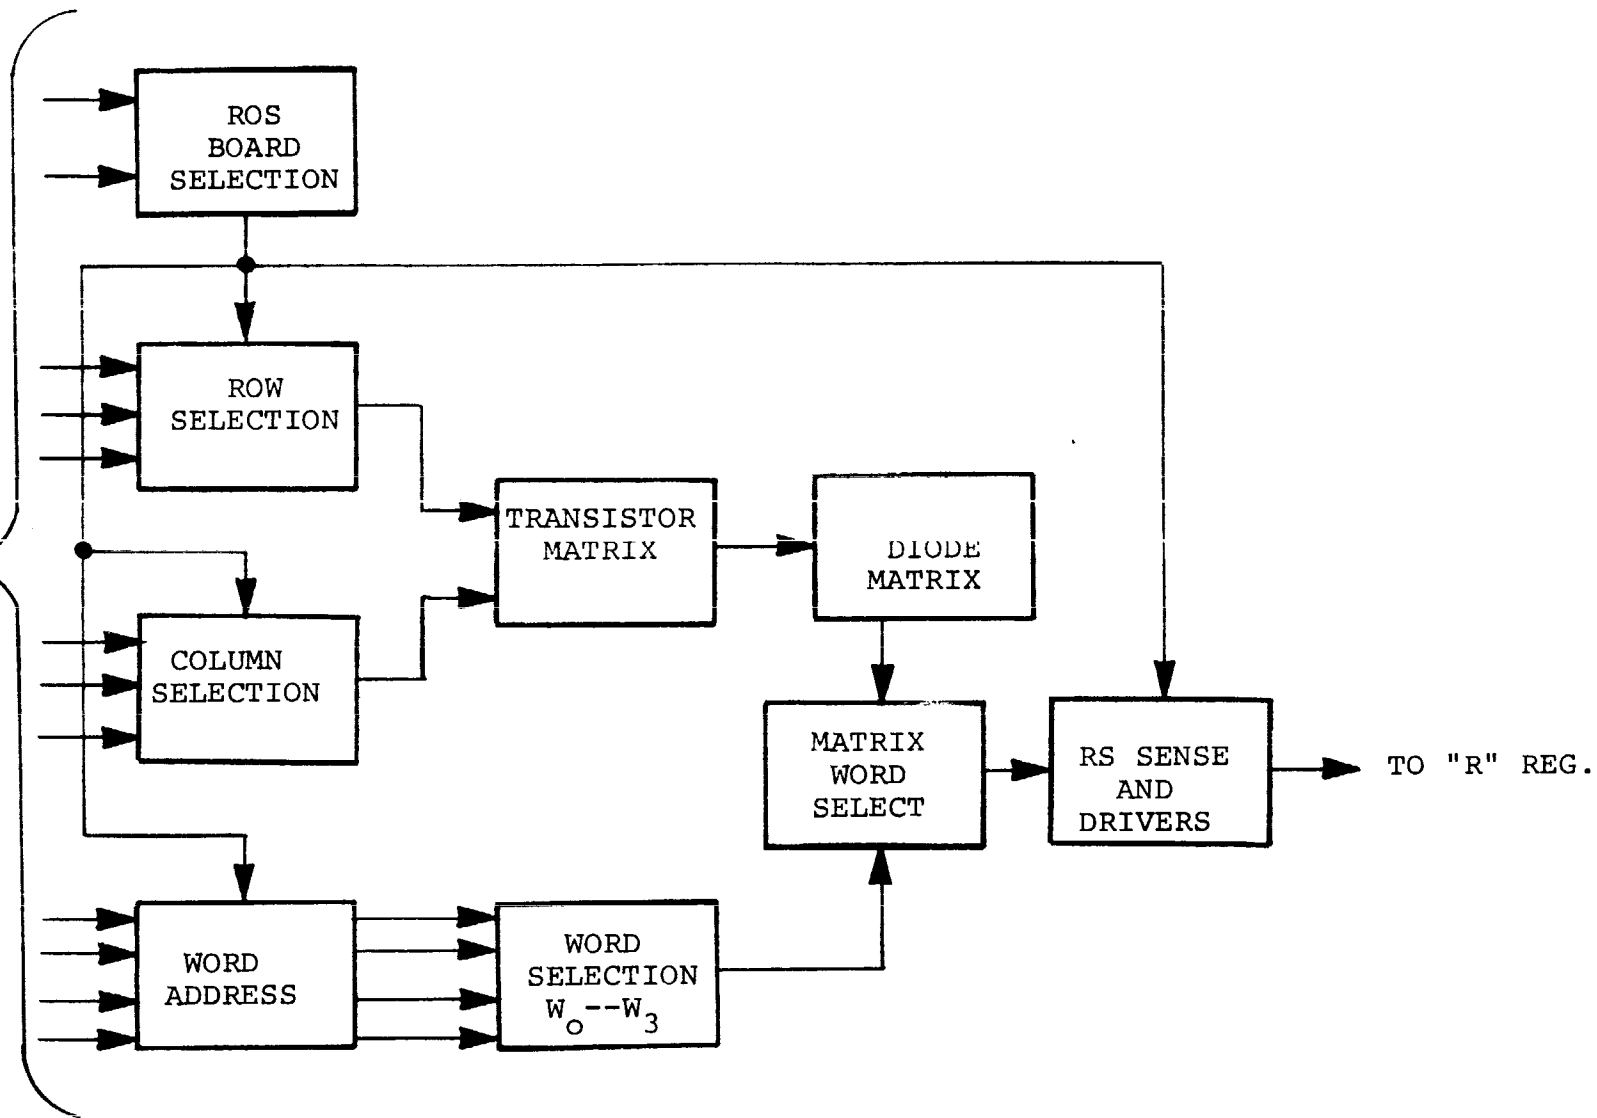 ROS
BOARD
SELECTION
ROW
SELECTION
TRANSISTOR
MATRIX
DIODE
MATRIX
COLUMN
SELECTION
MATRIX
WORD
SELECT
RS SENSE
AND
DRIVERS
TO "R" REG.
WORD
ADDRESS
WORD
SELECTION
W₀--W₃